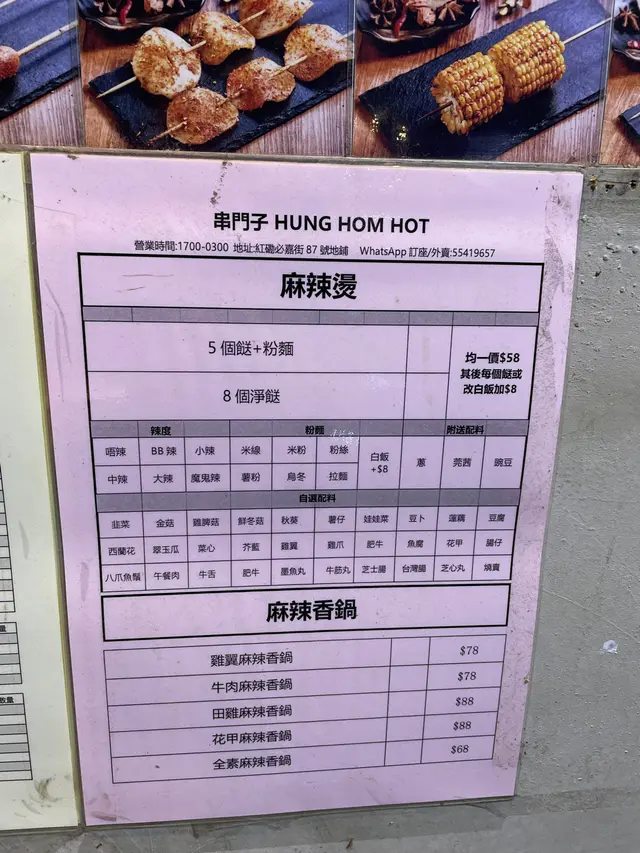 串門子 HUNG HOM HOT
營業時間:1700-0300 地址:紅磡必嘉街 87 號地鋪 WhatsApp 訂座/外賣:55419657
麻辣燙
5 個餸+粉麵
8 個淨餸
均一價$58
其後每個餸或
改白飯加$8
辣度 粉麵 附送配料
唔辣 BB 辣 小辣 米線 米粉 粉絲 白飯 +$8 蔥 莞茜 豌豆
中辣 大辣 魔鬼辣 薯粉 烏冬 拉麵
自選配料
韭菜 金菇 雞脾菇 鮮冬菇 秋葵 薯仔 娃娃菜 豆卜 蓮藕 豆腐
西蘭花 翠玉瓜 菜心 芥藍 雞翼 雞爪 肥牛 魚腐 花甲 腸仔
八爪魚鬚 午餐肉 牛舌 肥牛 墨魚丸 牛筋丸 芝士腸 台灣腸 芝心丸 燒賣
麻辣香鍋
雞翼麻辣香鍋 $78
牛肉麻辣香鍋 $78
田雞麻辣香鍋 $88
花甲麻辣香鍋 $88
全素麻辣香鍋 $68